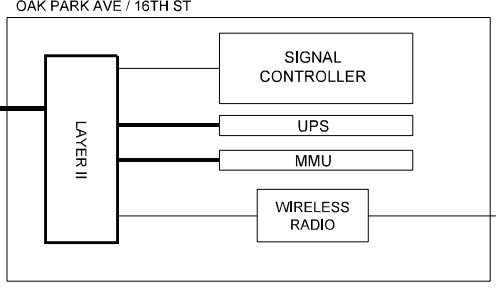 OAK PARK AVE / 16TH ST
SIGNAL
CONTROLLER
LAYER II
UPS
MMU
WIRELESS
RADIO